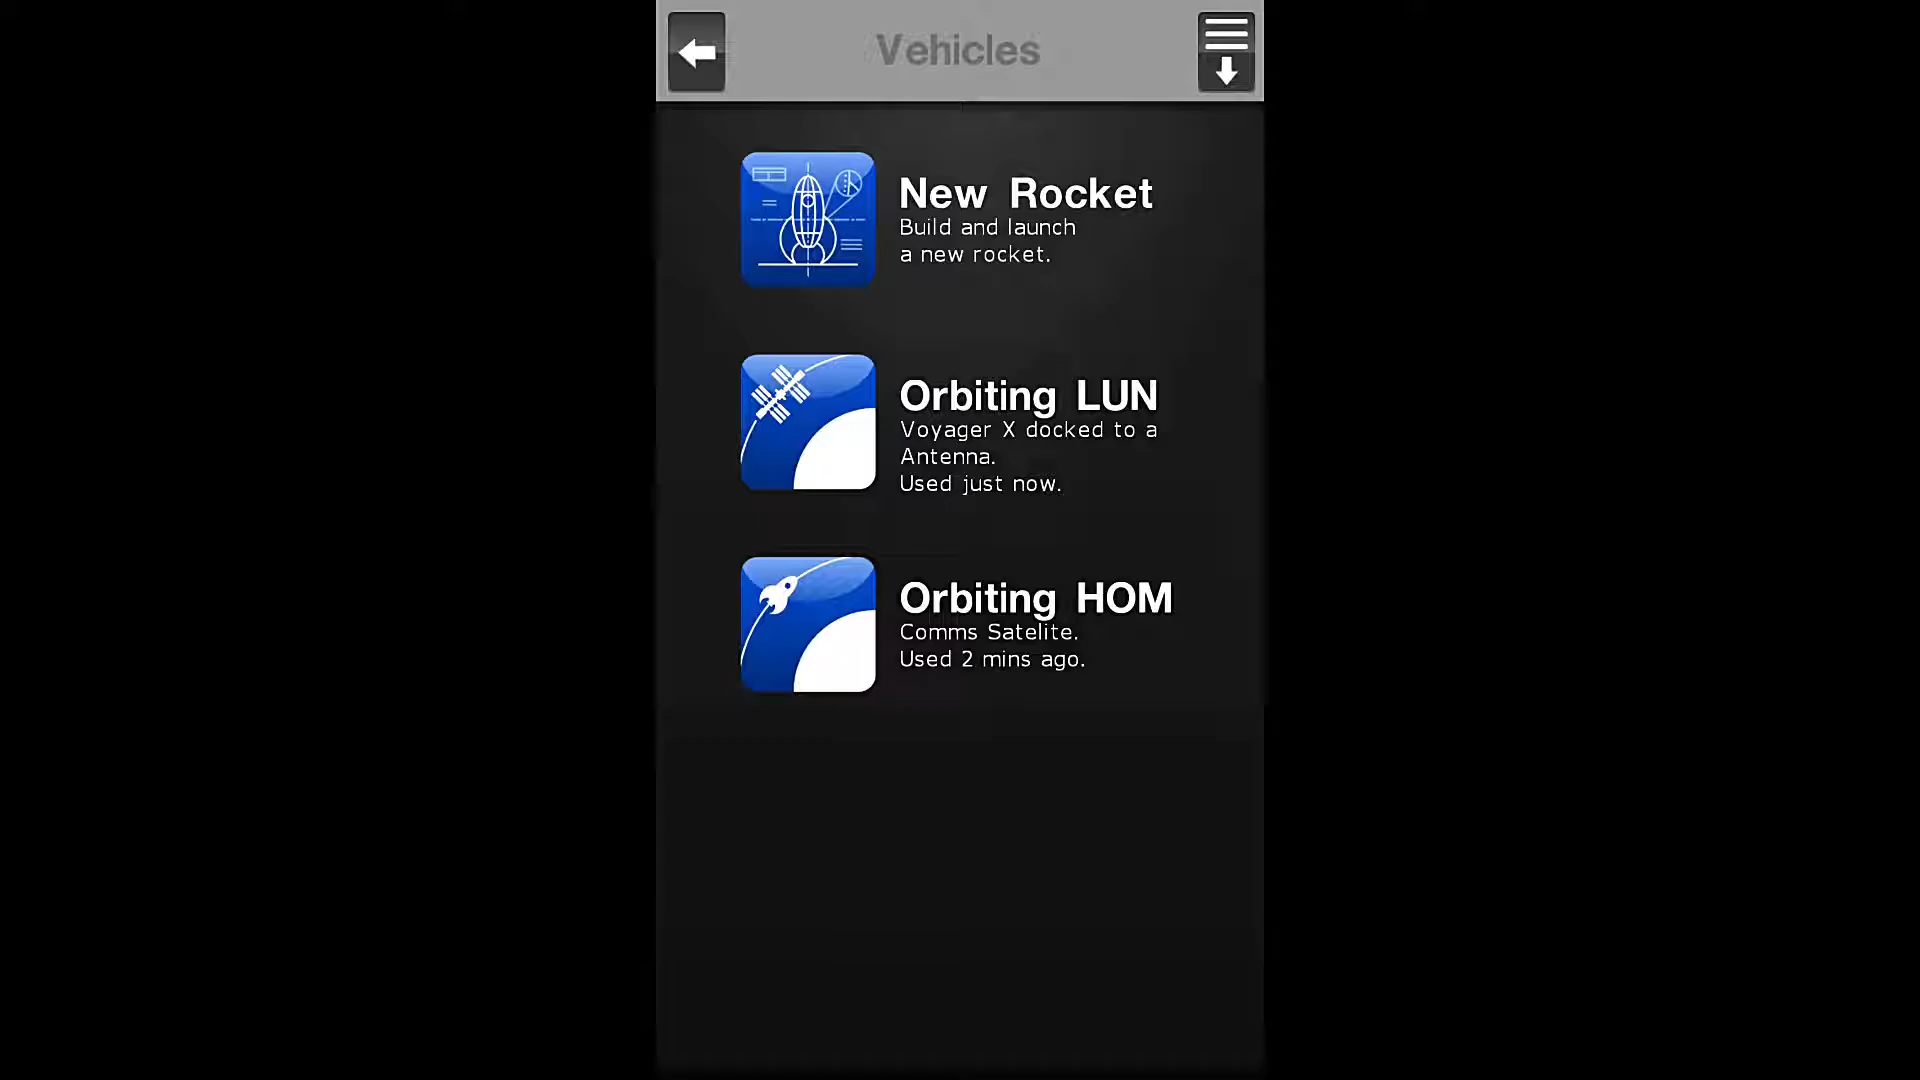 Vehicles
New Rocket
Build and launch
a new rocket.
Orbiting LUN
Voyager X docked to a
Antenna.
Used just now.
Orbiting HOM
Comms Satelite.
Used 2 mins ago.